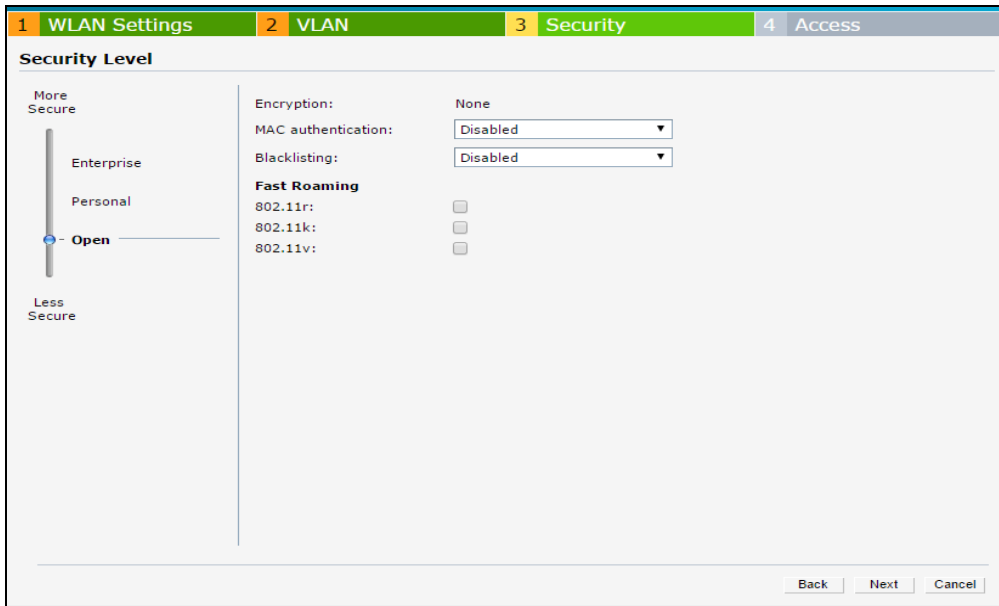 1 WLAN Settings 2 VLAN 3 Security 4 Access
Security Level
More
Secure
Enterprise
Personal
Open
Less
Secure
Encryption: None
MAC authentication: Disabled
Blacklisting: Disabled
Fast Roaming
802.11r:
802.11k:
802.11v:
Back Next Cancel